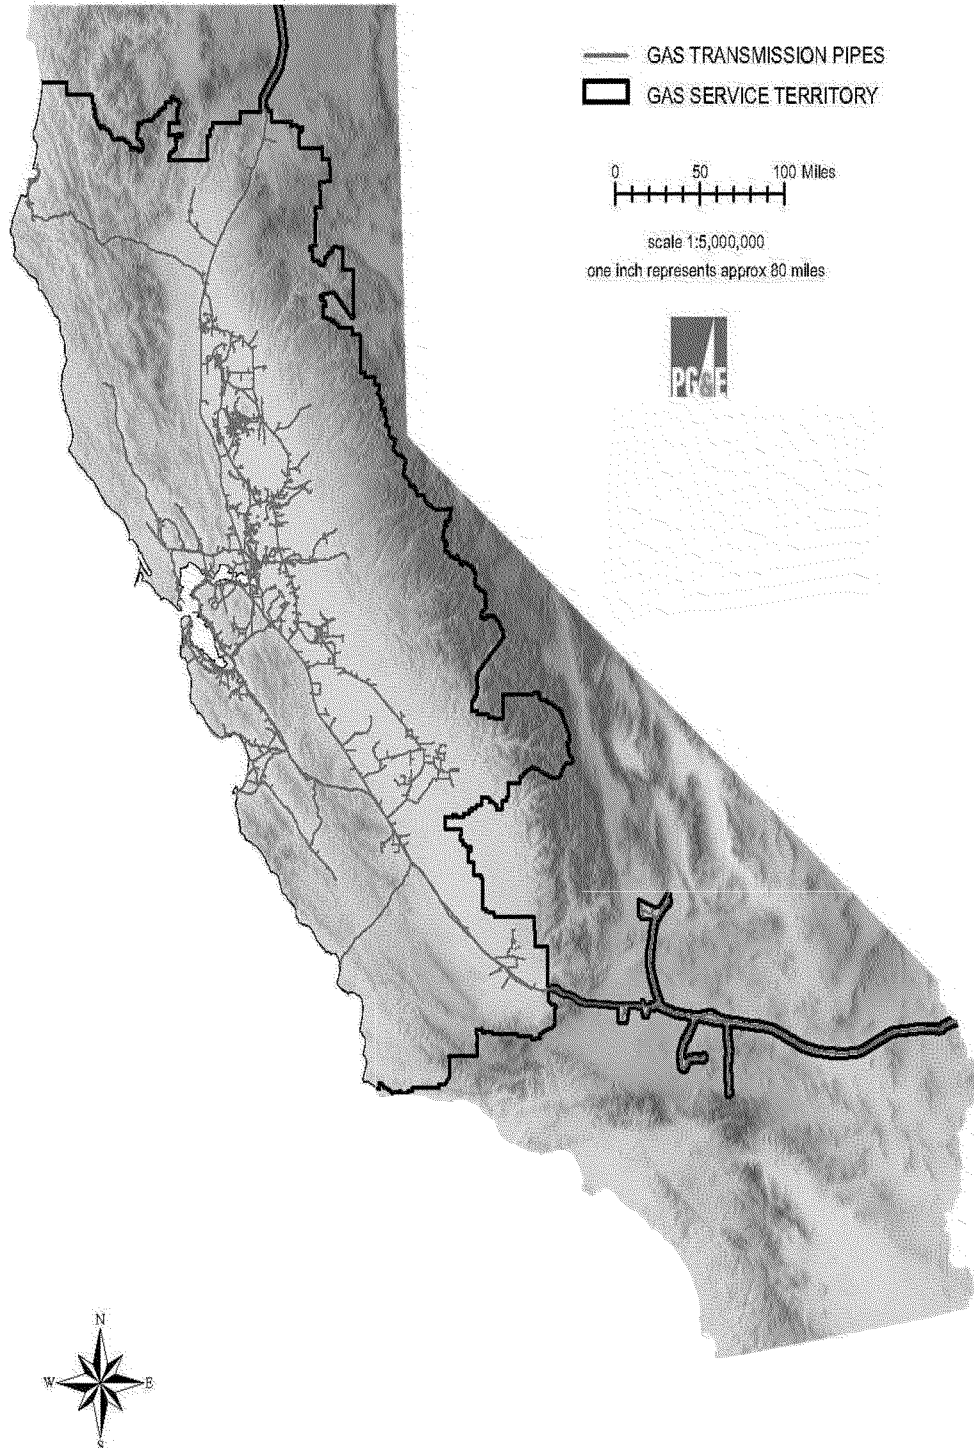 GAS TRANSMISSION PIPES
GAS SERVICE TERRITORY
0 50 100 Miles
scale 1:5,000,000
one inch represents approx 80 miles
PG&E
N
W E
S